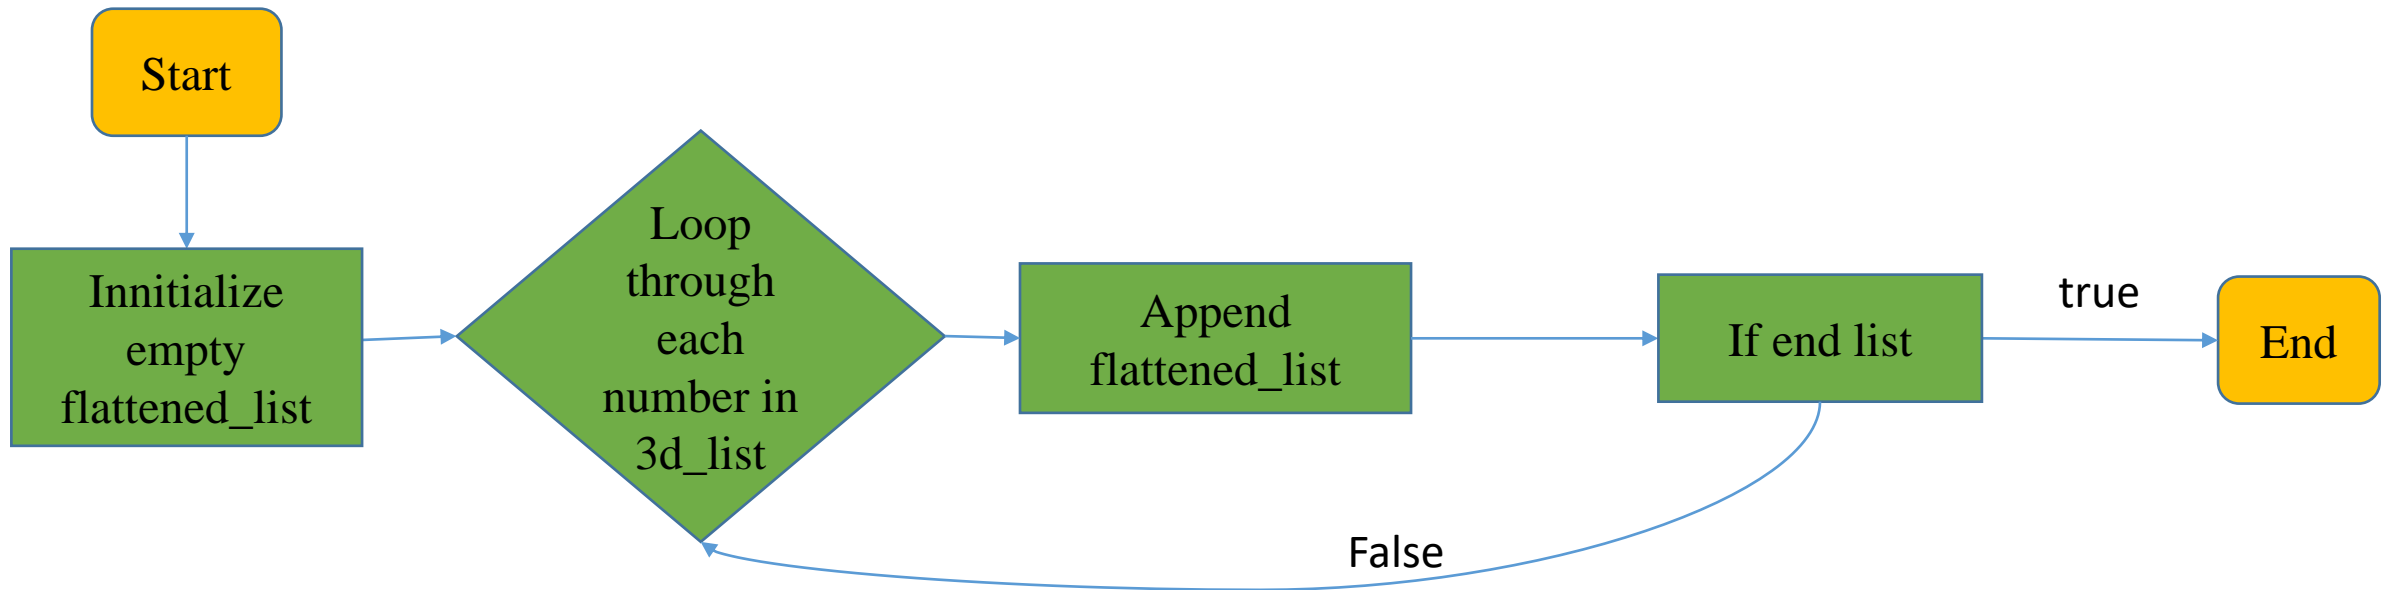 Start
Innitialize
empty
flattened_list
Loop
through
each
number in
3d_list
Append
flattened_list
If end list
true
End
False